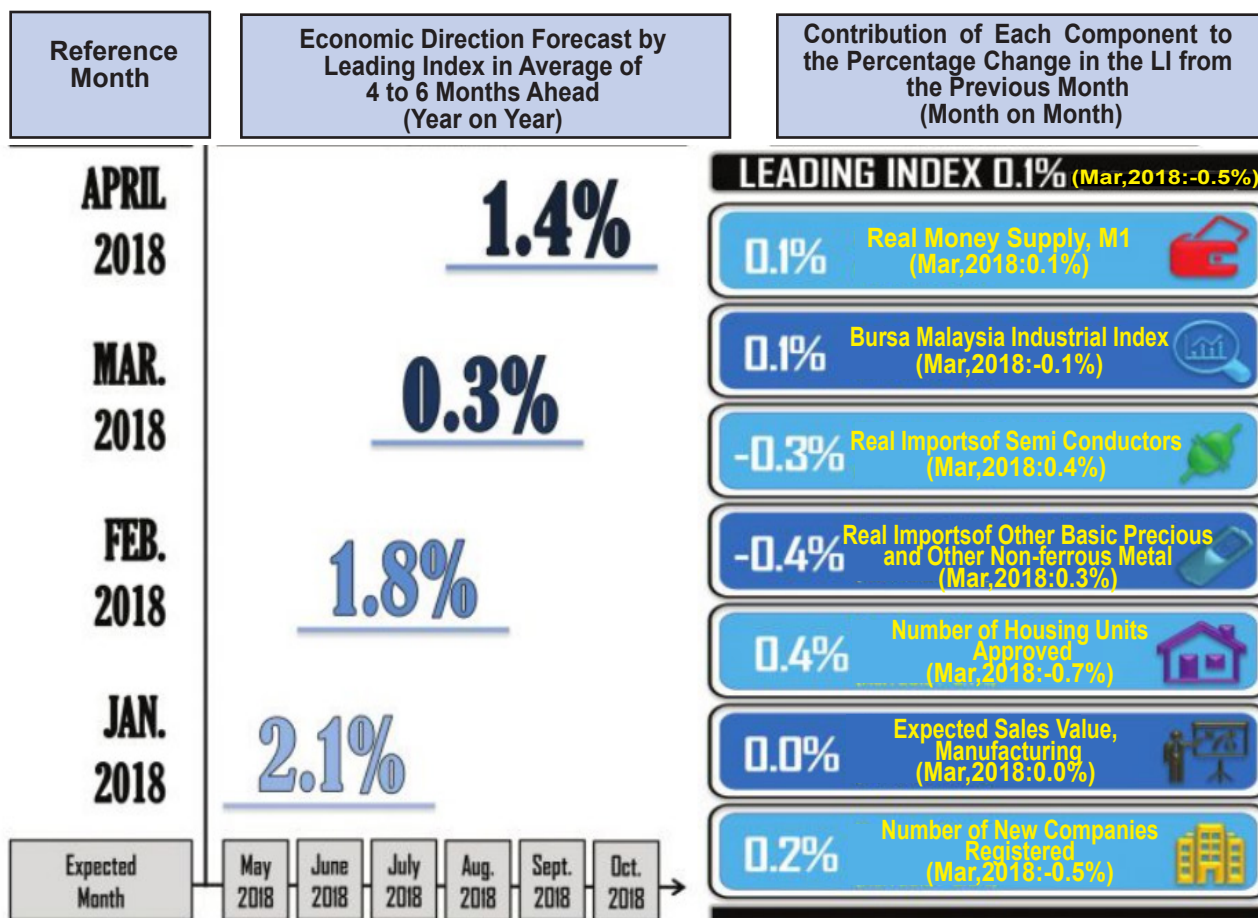 Reference
Month
Economic Direction Forecast by
Leading Index in Average of
4 to 6 Months Ahead
(Year on Year)
Contribution of Each Component to
the Percentage Change in the LI from
the Previous Month
(Month on Month)
APRIL
2018
1.4%
MAR.
2018
0.3%
FEB.
2018
1.8%
JAN.
2018
2.1%
Expected
Month
May
2018
June
2018
July
2018
Aug.
2018
Sept.
2018
Oct.
2018
LEADING INDEX 0.1% (Mar,2018:-0.5%)
0.1%
Real Money Supply, M1
(Mar,2018:0.1%)
0.1%
Bursa Malaysia Industrial Index
(Mar,2018:-0.1%)
-0.3%
Real Importsof Semi Conductors
(Mar,2018:0.4%)
-0.4%
Real Importsof Other Basic Precious
and Other Non-ferrous Metal
(Mar,2018:0.3%)
0.4%
Number of Housing Units
Approved
(Mar,2018:-0.7%)
0.0%
Expected Sales Value,
Manufacturing
(Mar,2018:0.0%)
0.2%
Number of New Companies
Registered
(Mar,2018:-0.5%)